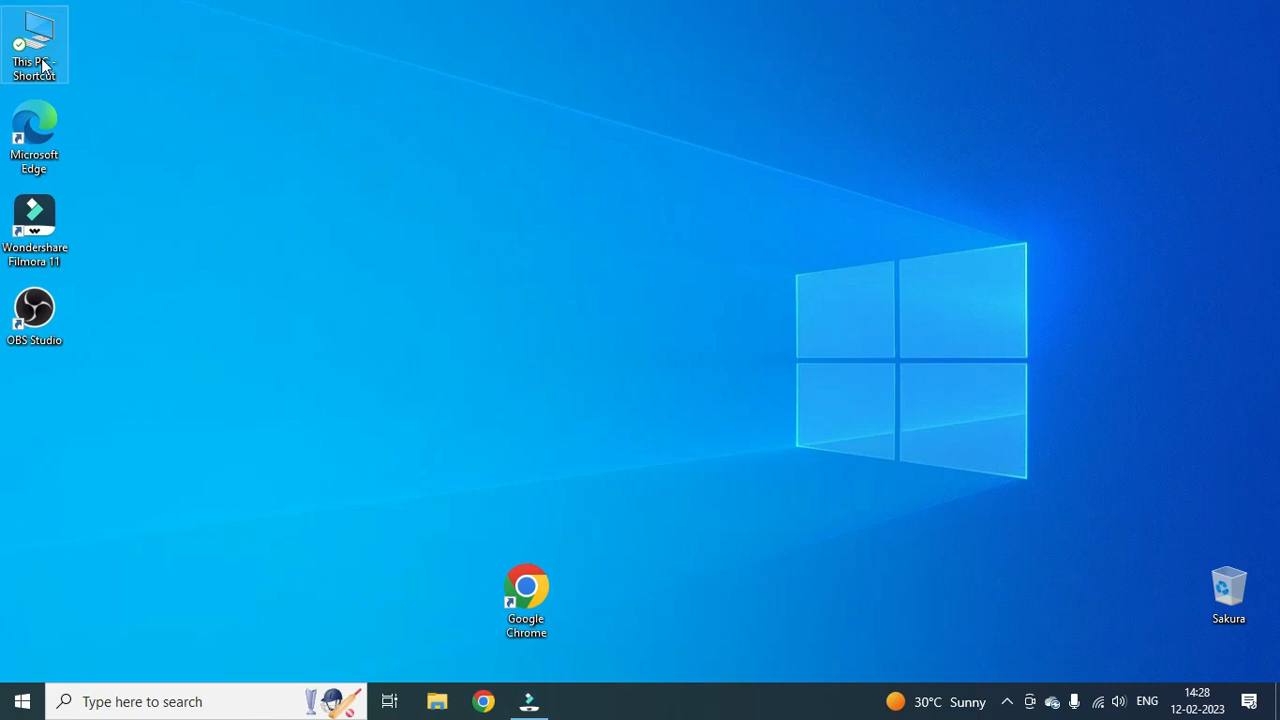 This PC -
Shortcut
Microsoft
Edge
Wondershare
Filmora 11
OBS Studio
Google
Chrome
Sakura
Type here to search
30°C Sunny
ENG
14:28
12-02-2023